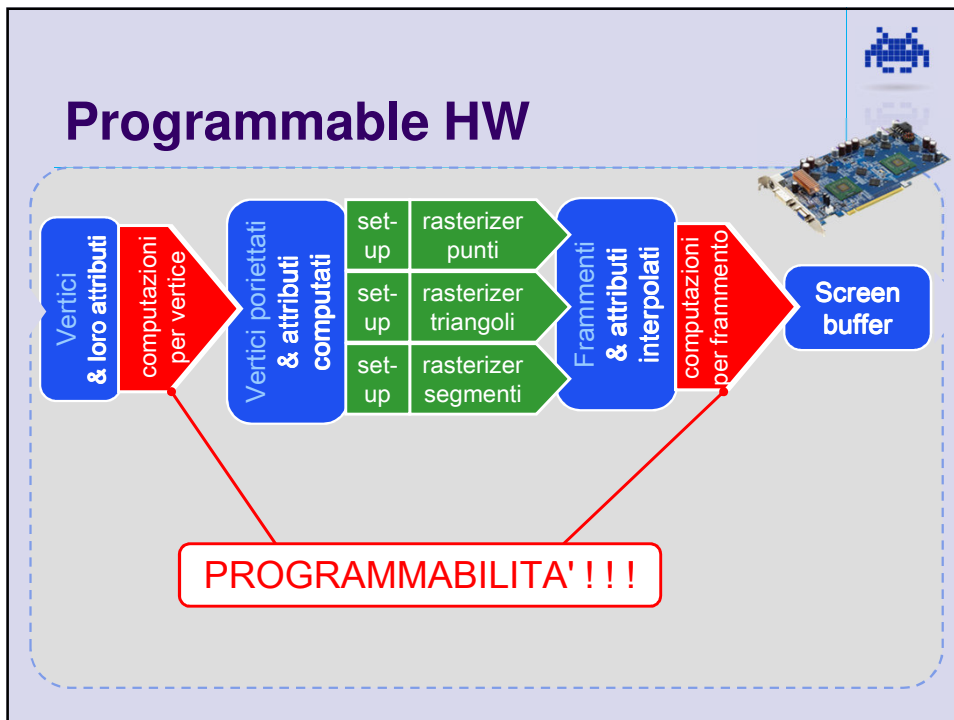 Programmable HW
Vertici
& loro attributi
computazioni
per vertice
Vertici poriettati
& attributi
computati
set-
up
rasterizer
punti
set-
up
rasterizer
triangoli
set-
up
rasterizer
segmenti
Frammenti
& attributi
interpolati
computazioni
per frammento
Screen
buffer
PROGRAMMABILITA' ! ! !